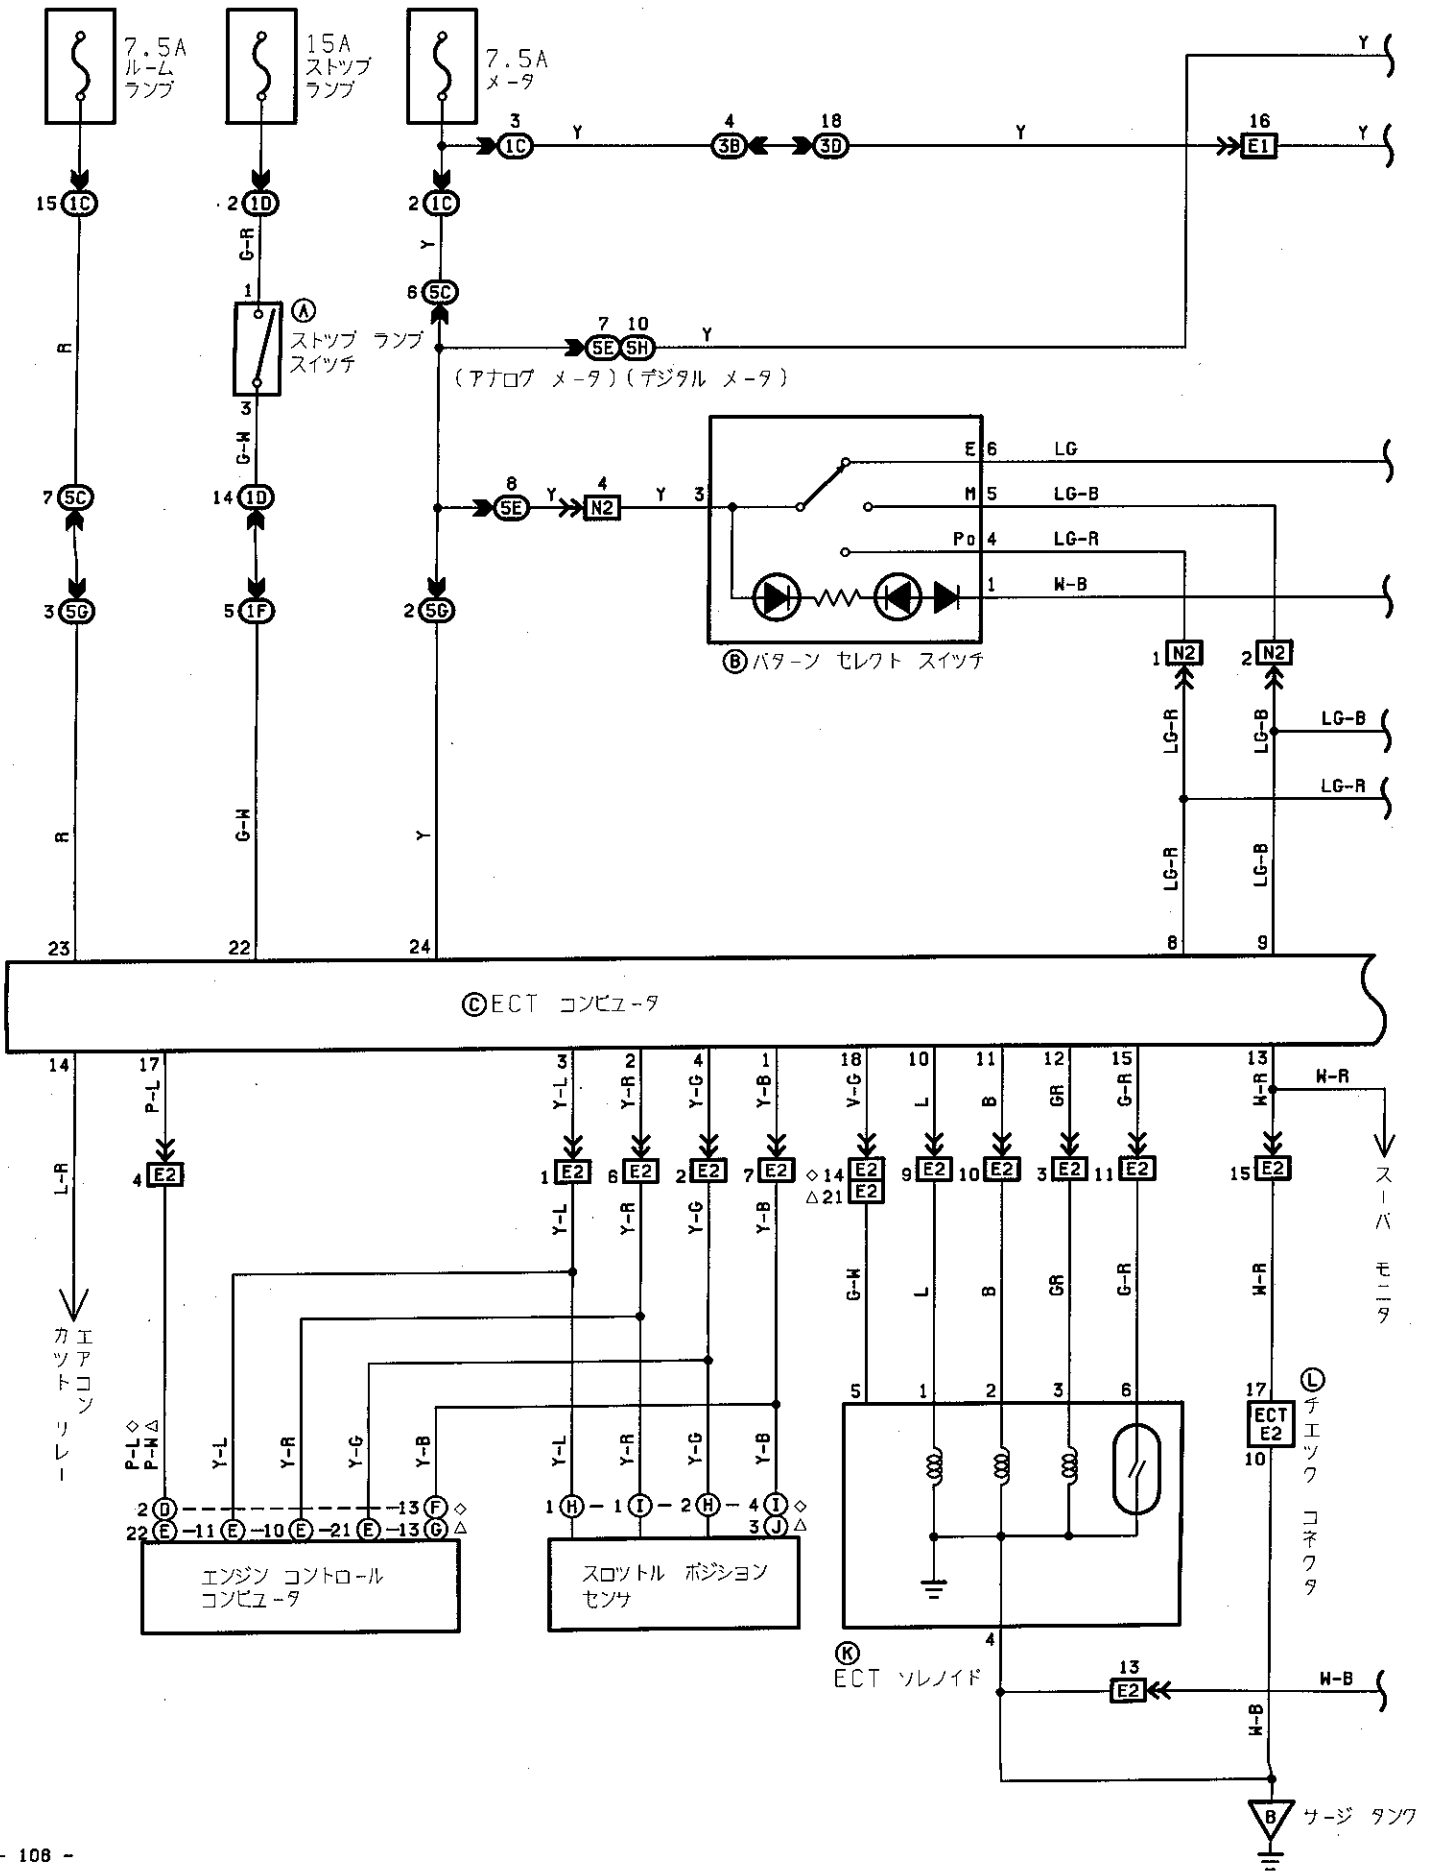 7.5A
ルーム
ランプ
15A
ストップ
ランプ
7.5A
メータ
Y
3
1C
Y
4
3B
18
3D
Y
16
E1
Y
15 1C
2 1D
2 1C
G-R
Y
6 5C
1
A
ストップ ランプ
スイッチ
3
R
7 10
5E 5H
Y
(アナログ メータ)(デジタル メータ)
G-W
7 5C
14 1D
8
5E
Y
4
N2
Y
3
E 6 LG
M 5 LG-B
Po 4 LG-R
1 W-B
3 5G
5 1F
2 5G
B パターン セレクト スイッチ
1 N2
2 N2
LG-R
LG-B
LG-B
LG-R
R
G-W
Y
LG-R
LG-B
23
22
24
8
9
C ECT コンピュータ
14
17
3
2
4
1
18
10
11
12
15
13
P-L
Y-L
Y-R
Y-G
Y-B
V-G
L
B
GR
G-R
W-R
W-R
L-R
4 E2
1 E2
6 E2
2 E2
7 E2
◇14 E2
△21 E2
9 E2
10 E2
3 E2
11 E2
15 E2
スーパ モニタ
Y-L
Y-R
Y-G
Y-B
G-W
L
B
GR
G-R
W-R
エアコン
カット リレー
5
1
2
3
6
17
ECT
E2
10
L
チェック コネクタ
P-L◇
P-W△
Y-L
Y-R
Y-G
Y-B
Y-L
Y-R
Y-G
Y-B
2 D
13 F ◇
22 E
11 E
10 E
21 E
13 G △
1 H
1 I
2 H
4 I ◇
3 J △
エンジン コントロール
コンピュータ
スロットル ポジション
センサ
4
K
ECT ソレノイド
13
E2
W-B
W-B
B
サージ タンク
- 108 -